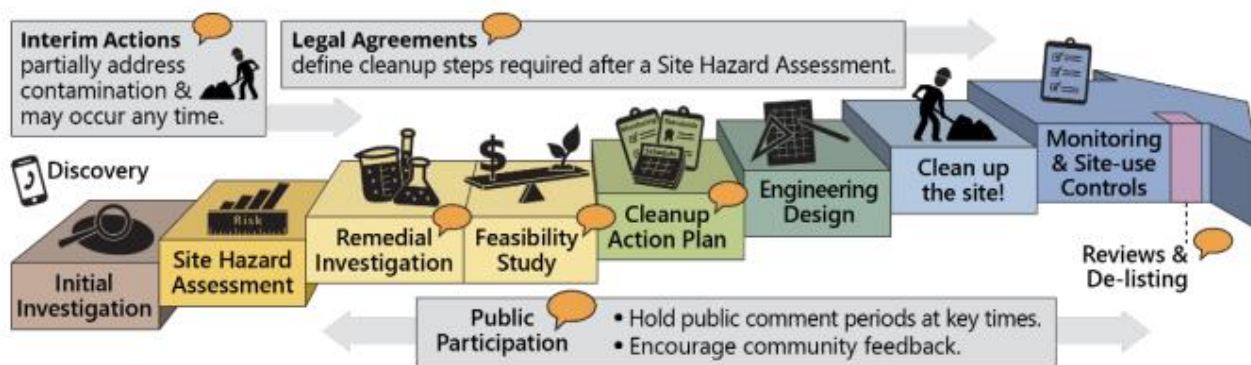 Interim Actions
partially address
contamination &
may occur any time.
Legal Agreements
define cleanup steps required after a Site Hazard Assessment.
Discovery
Initial
Investigation
Risk
Site Hazard
Assessment
Remedial
Investigation
$
Feasibility
Study
Monitoring
Standards
Schedule
Cleanup
Action Plan
Engineering
Design
Clean up
the site!
Monitoring
& Site-use
Controls
Reviews &
De-listing
Public
Participation
• Hold public comment periods at key times.
• Encourage community feedback.